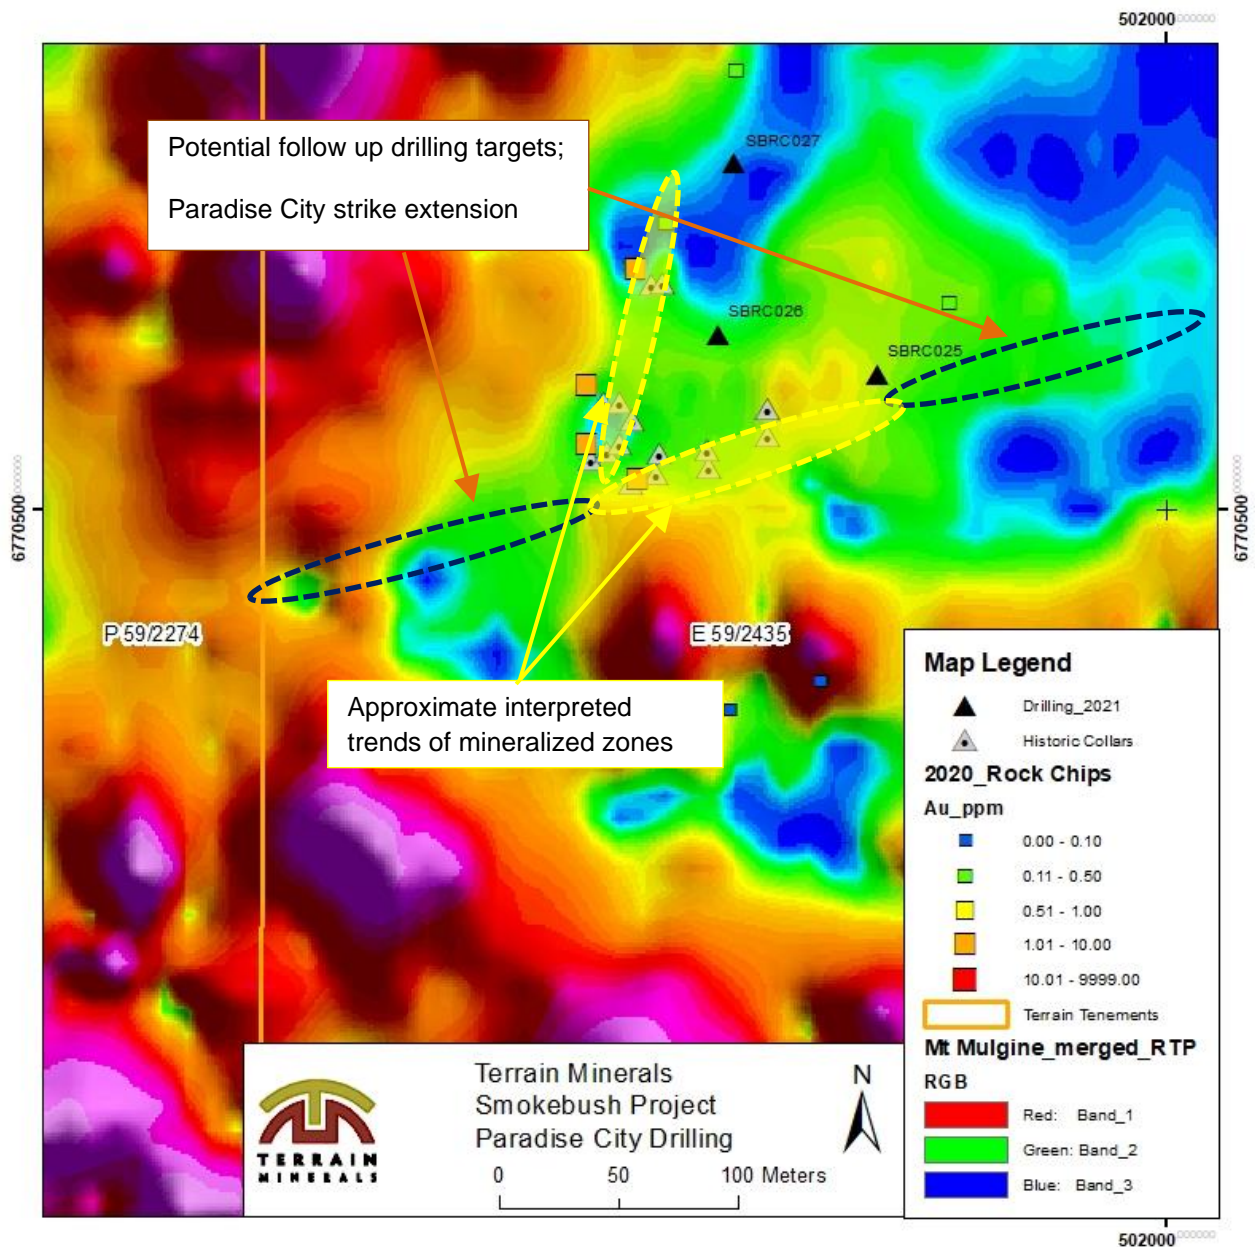 502000
Potential follow up drilling targets;
Paradise City strike extension
SBRC027
SBRC026
SBRC025
6770500
6770500
P 59/2274
E 59/2435
Approximate interpreted
trends of mineralized zones
Map Legend
Drilling_2021
Historic Collars
2020_Rock Chips
Au_ppm
0.00 - 0.10
0.11 - 0.50
0.51 - 1.00
1.01 - 10.00
10.01 - 9999.00
Terrain Tenements
Mt Mulgine_merged_RTP
RGB
Red: Band_1
Green: Band_2
Blue: Band_3
TERRAIN
MINERALS
Terrain Minerals
Smokebush Project
Paradise City Drilling
0 50 100 Meters
N
502000